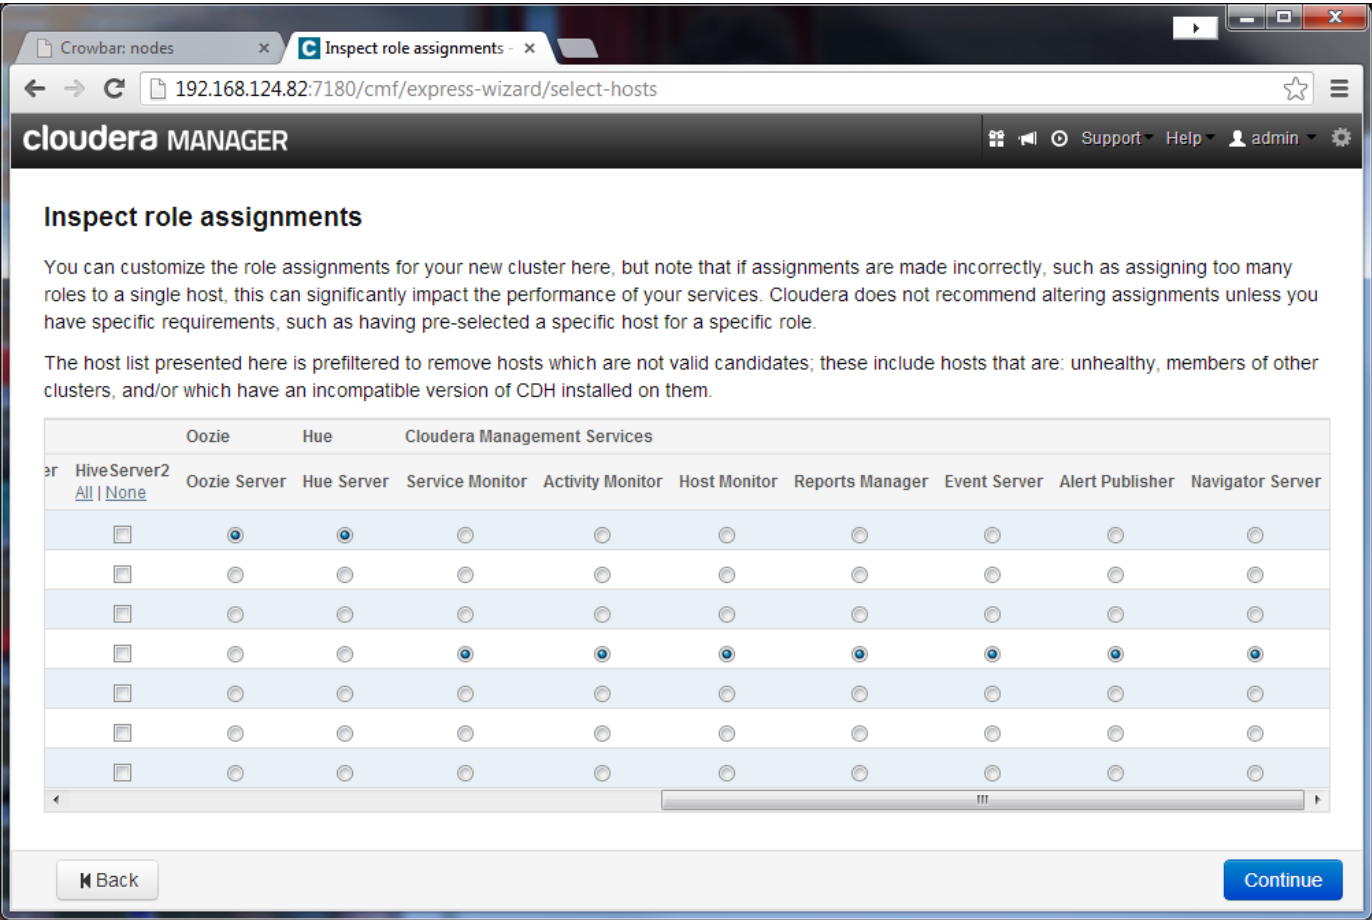 Crowbar: nodes
Inspect role assignments -
192.168.124.82:7180/cmf/express-wizard/select-hosts
cloudera MANAGER
Support Help admin
Inspect role assignments
You can customize the role assignments for your new cluster here, but note that if assignments are made incorrectly, such as assigning too many
roles to a single host, this can significantly impact the performance of your services. Cloudera does not recommend altering assignments unless you
have specific requirements, such as having pre-selected a specific host for a specific role.
The host list presented here is prefiltered to remove hosts which are not valid candidates; these include hosts that are: unhealthy, members of other
clusters, and/or which have an incompatible version of CDH installed on them.
Oozie Hue Cloudera Management Services
er HiveServer2 Oozie Server Hue Server Service Monitor Activity Monitor Host Monitor Reports Manager Event Server Alert Publisher Navigator Server
All | None
Back
Continue